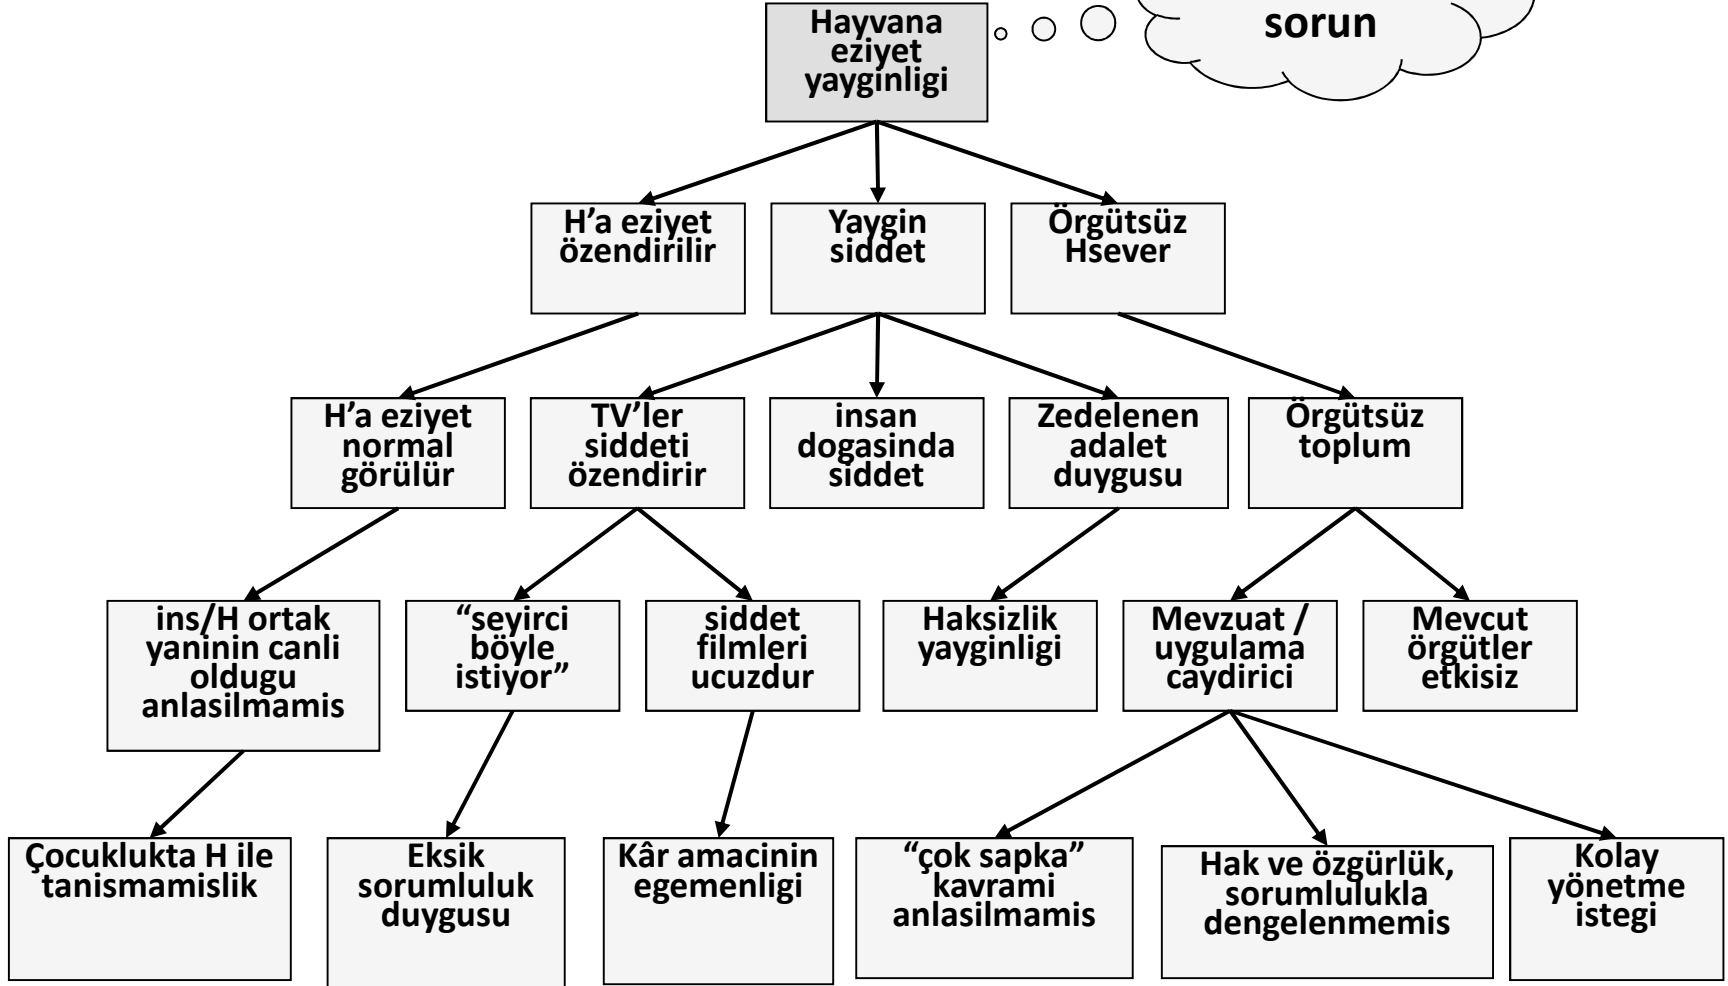 Hayvana
eziyet
yayginligi
sorun
H’a eziyet
özendirilir
Yaygin
siddet
Örgütsüz
Hsever
H’a eziyet
normal
görülür
TV’ler
siddeti
özendirir
insan
dogasinda
siddet
Zedelenen
adalet
duygusu
Örgütsüz
toplum
ins/H ortak
yaninin canli
oldugu
anlasilmamis
“seyirci
böyle
istiyor”
siddet
filmleri
ucuzdur
Haksizlik
yayginligi
Mevzuat /
uygulama
caydirici
Mevcut
örgütler
etkisiz
Çocuklukta H ile
tanismamislik
Eksik
sorumluluk
duygusu
Kâr amacinin
egemenligi
“çok sapka”
kavrami
anlasilmamis
Hak ve özgürlük,
sorumlulukla
dengelenmemis
Kolay
yönetme
istegi